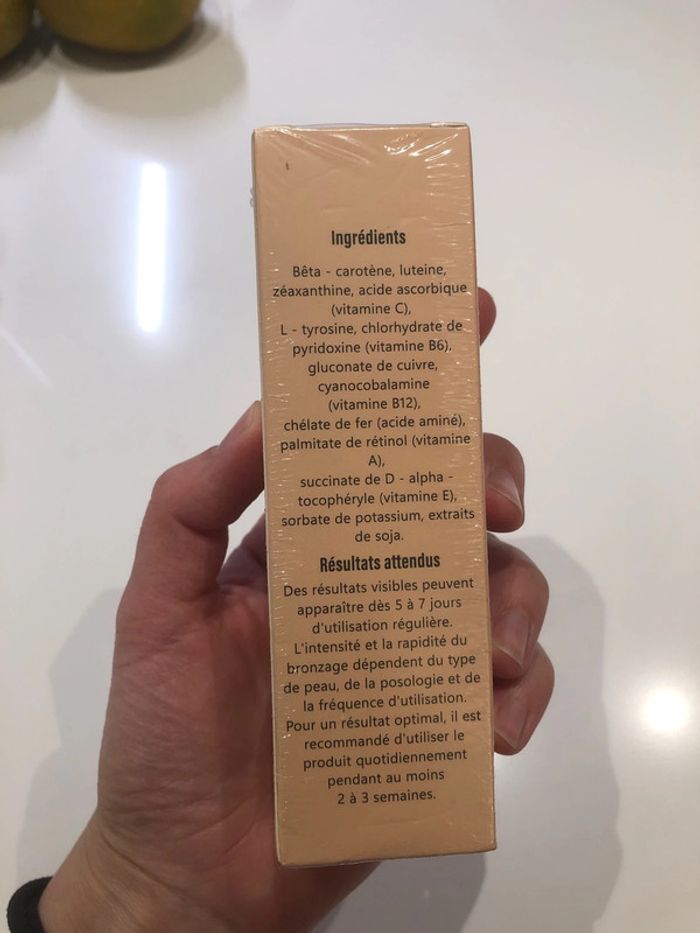 Ingrédients
Bêta - carotène, luteine,
zéaxanthine, acide ascorbique
(vitamine C),
L - tyrosine, chlorhydrate de
pyridoxine (vitamine B6),
gluconate de cuivre,
cyanocobalamine
(vitamine B12),
chélate de fer (acide aminé),
palmitate de rétinol (vitamine
A),
succinate de D - alpha -
tocophéryle (vitamine E),
sorbate de potassium, extraits
de soja.
Résultats attendus
Des résultats visibles peuvent
apparaître dès 5 à 7 jours
d'utilisation régulière.
L'intensité et la rapidité du
bronzage dépendent du type
de peau, de la posologie et de
la fréquence d'utilisation.
Pour un résultat optimal, il est
recommandé d'utiliser le
produit quotidiennement
pendant au moins
2 à 3 semaines.